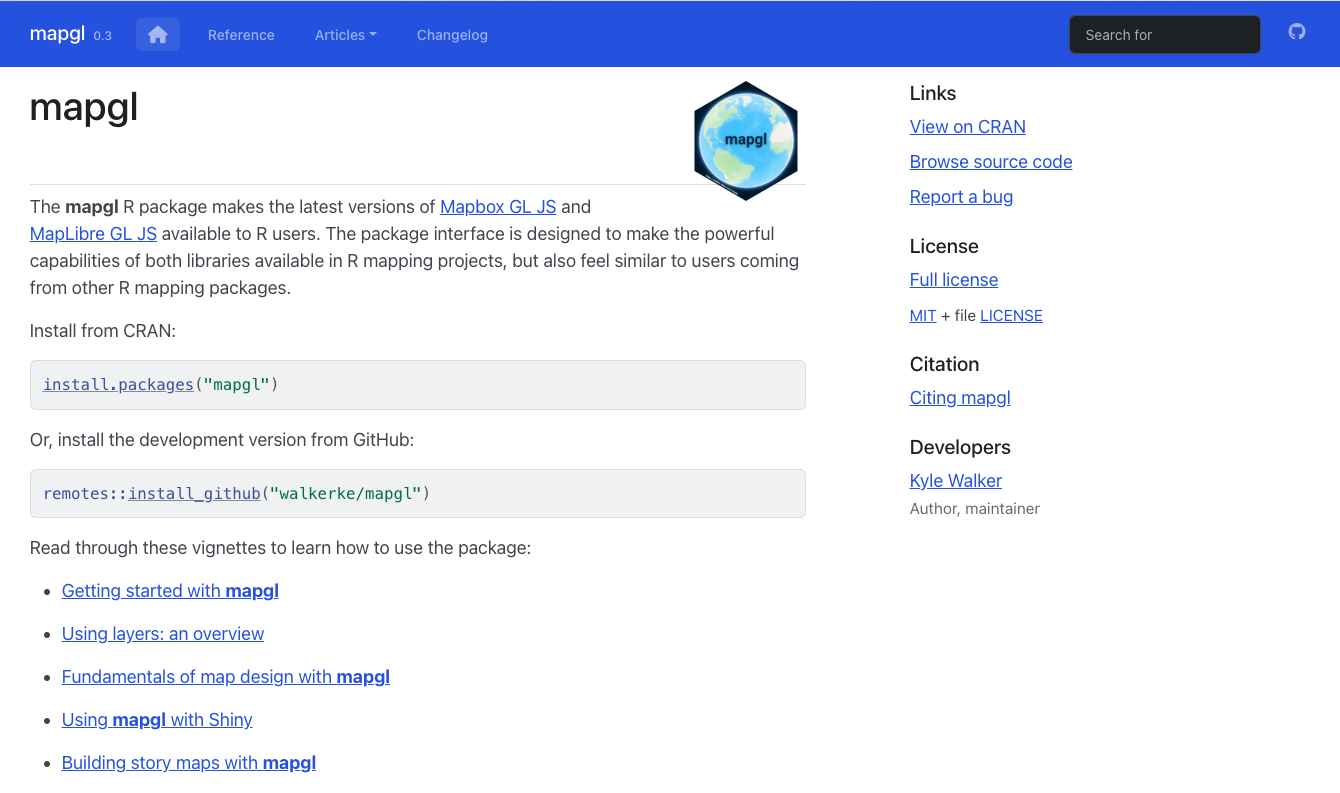 mapgl 0.3 Reference Articles Changelog Search for
mapgl
mapgl
The mapgl R package makes the latest versions of Mapbox GL JS and
MapLibre GL JS available to R users. The package interface is designed to make the powerful
capabilities of both libraries available in R mapping projects, but also feel similar to users coming
from other R mapping packages.
Install from CRAN:
install.packages("mapgl")
Or, install the development version from GitHub:
remotes::install_github("walkerke/mapgl")
Read through these vignettes to learn how to use the package:
Getting started with mapgl
Using layers: an overview
Fundamentals of map design with mapgl
Using mapgl with Shiny
Building story maps with mapgl
Links
View on CRAN
Browse source code
Report a bug
License
Full license
MIT + file LICENSE
Citation
Citing mapgl
Developers
Kyle Walker
Author, maintainer